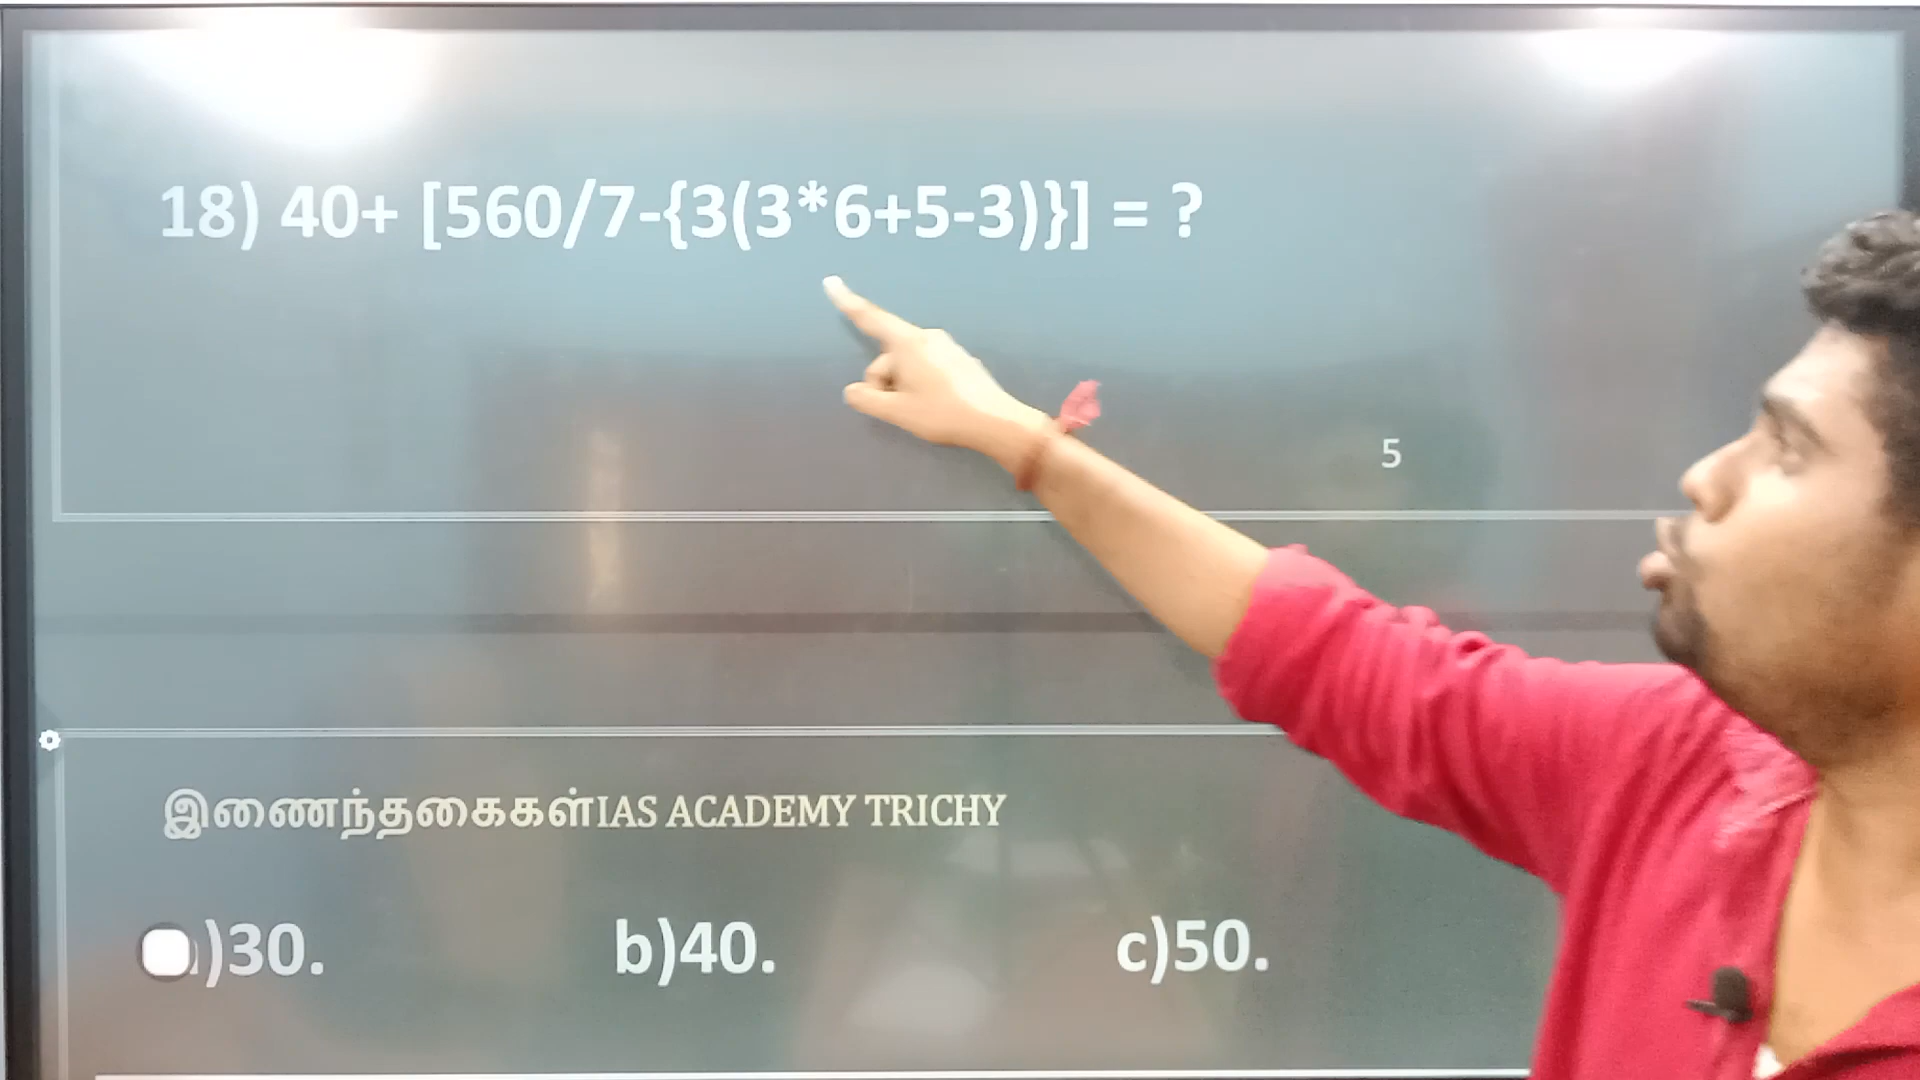 18) 40+ [560/7-{3(3*6+5-3)}] = ?
5
இணைந்தகைகள்IAS ACADEMY TRICHY
)30. b)40. c)50.